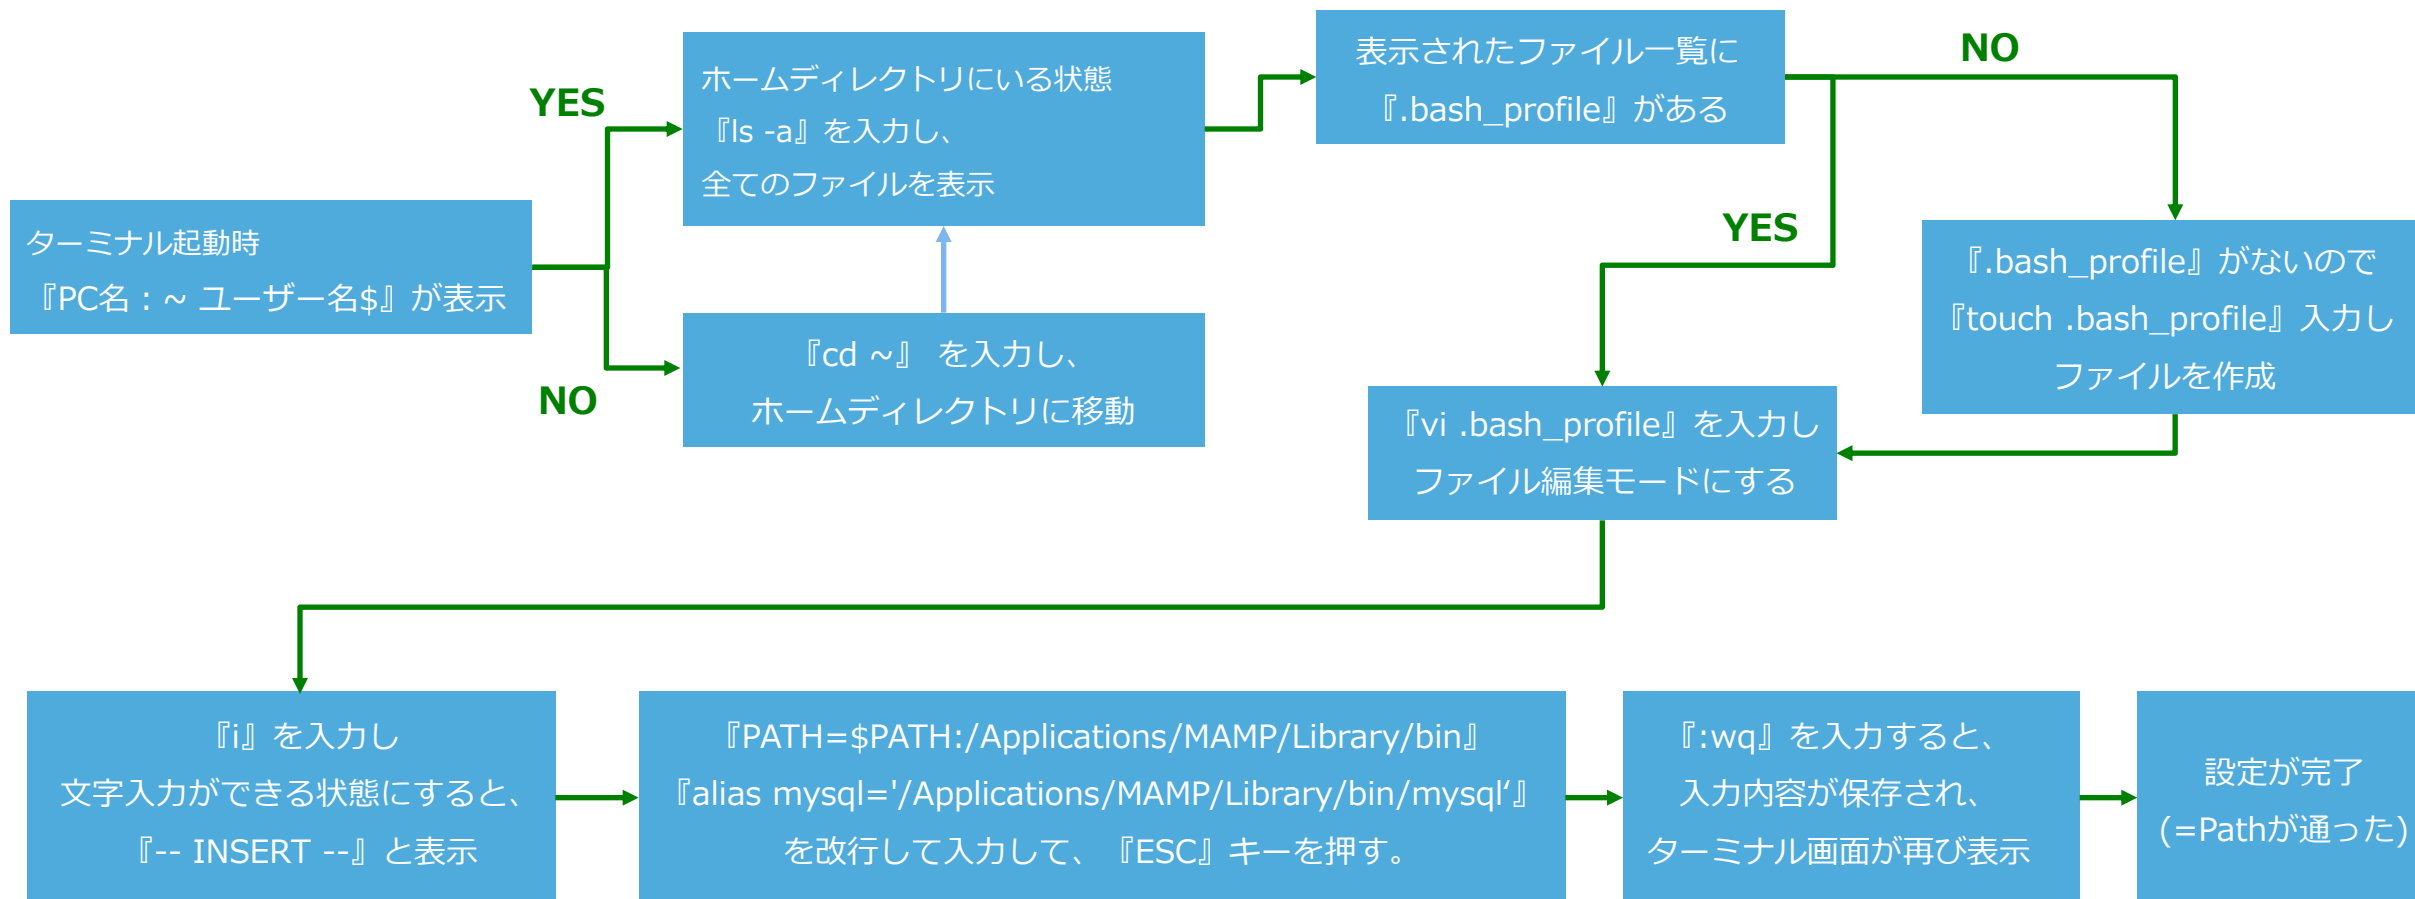 ターミナル起動時
『PC名 : ~ ユーザー名$』が表示
YES
NO
ホームディレクトリにいる状態
『ls -a』を入力し、
全てのファイルを表示
『cd ~』 を入力し、
ホームディレクトリに移動
表示されたファイル一覧に
『.bash_profile』がある
NO
YES
『.bash_profile』がないので
『touch .bash_profile』入力し
ファイルを作成
『vi .bash_profile』を入力し
ファイル編集モードにする
『i』を入力し
文字入力ができる状態にすると、
『-- INSERT --』と表示
『PATH=$PATH:/Applications/MAMP/Library/bin』
『alias mysql='/Applications/MAMP/Library/bin/mysql‘』
を改行して入力して、『ESC』キーを押す。
『:wq』を入力すると、
入力内容が保存され、
ターミナル画面が再び表示
設定が完了
(=Pathが通った)